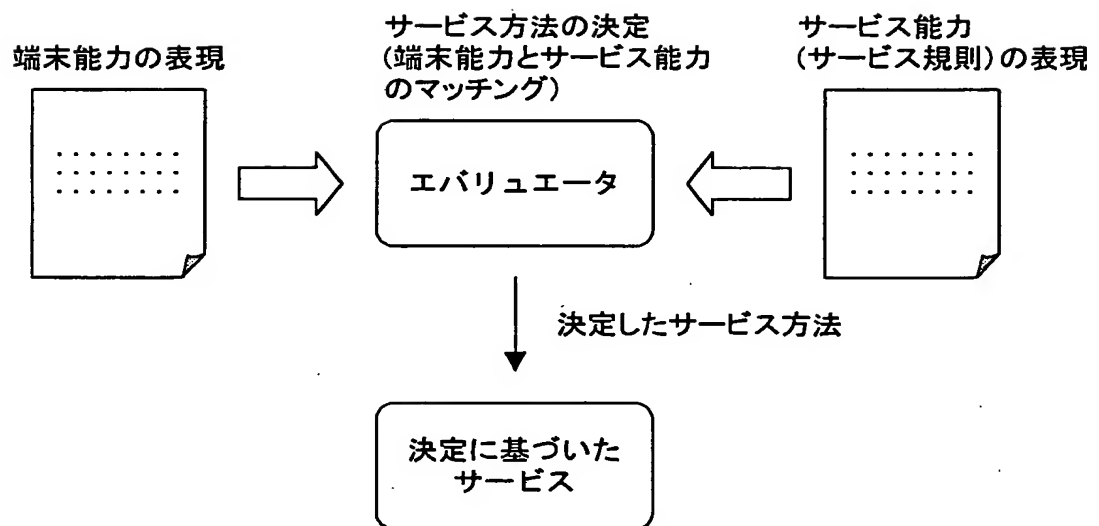 端末能力の表現
サービス方法の決定
(端末能力とサービス能力
のマッチング)
サービス能力
(サービス規則)の表現
エバリュエータ
決定したサービス方法
決定に基づいた
サービス